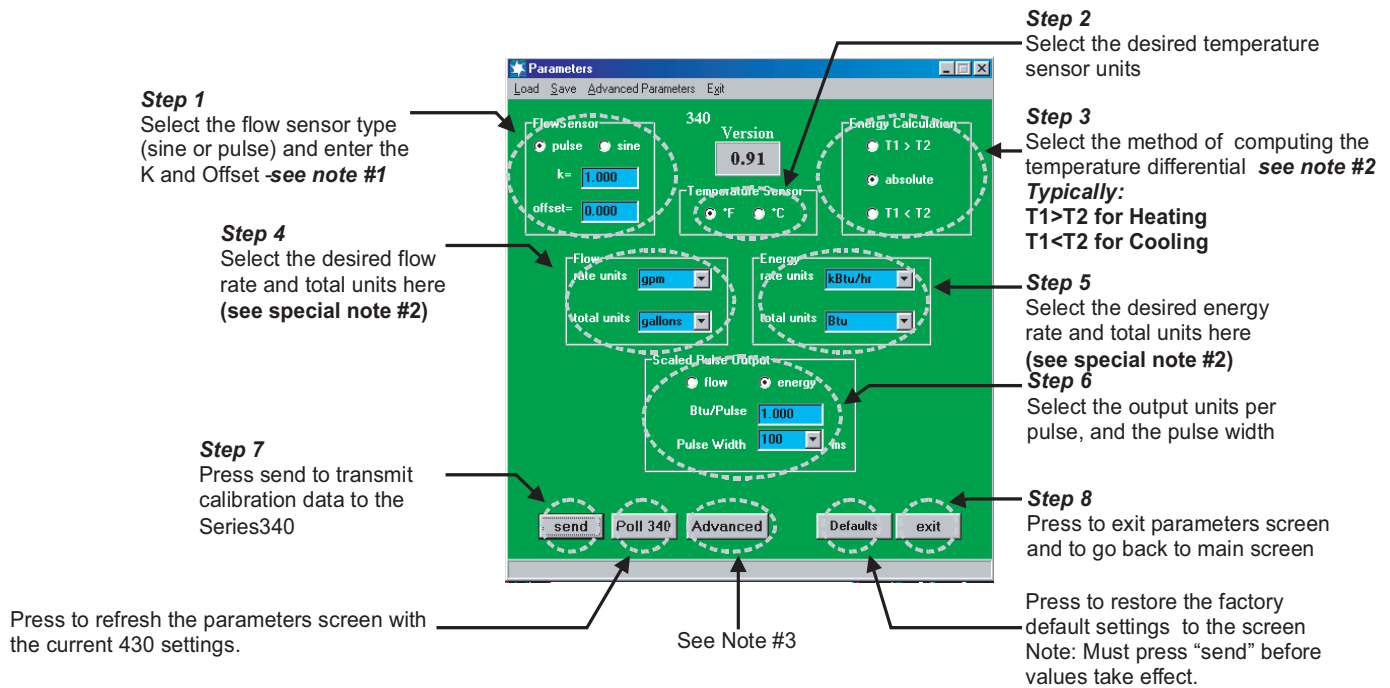 Step 1
Select the flow sensor type
(sine or pulse) and enter the
K and Offset -see note #1
Step 2
Select the desired temperature
sensor units
Step 3
Select the method of computing the
temperature differential see note #2
Typically:
T1>T2 for Heating
T1<T2 for Cooling
Step 4
Select the desired flow
rate and total units here
(see special note #2)
Step 5
Select the desired energy
rate and total units here
(see special note #2)
Step 6
Select the output units per
pulse, and the pulse width
Step 7
Press send to transmit
calibration data to the
Series340
Step 8
Press to exit parameters screen
and to go back to main screen
Parameters
Load Save Advanced Parameters Exit
FlowSensor
pulse sine
k= 1.000
offset= 0.000
340
Version
0.91
Temperature Sensor
°F °C
Energy Calculation
T1 > T2
absolute
T1 < T2
Flow
rate units gpm
total units gallons
Energy
rate units kBtu/hr
total units Btu
Scaled Pulse Output
flow energy
Btu/Pulse 1.000
Pulse Width 100 ms
send Poll 340 Advanced Defaults exit
Press to refresh the parameters screen with
the current 430 settings.
See Note #3
Press to restore the factory
default settings to the screen
Note: Must press “send” before
values take effect.